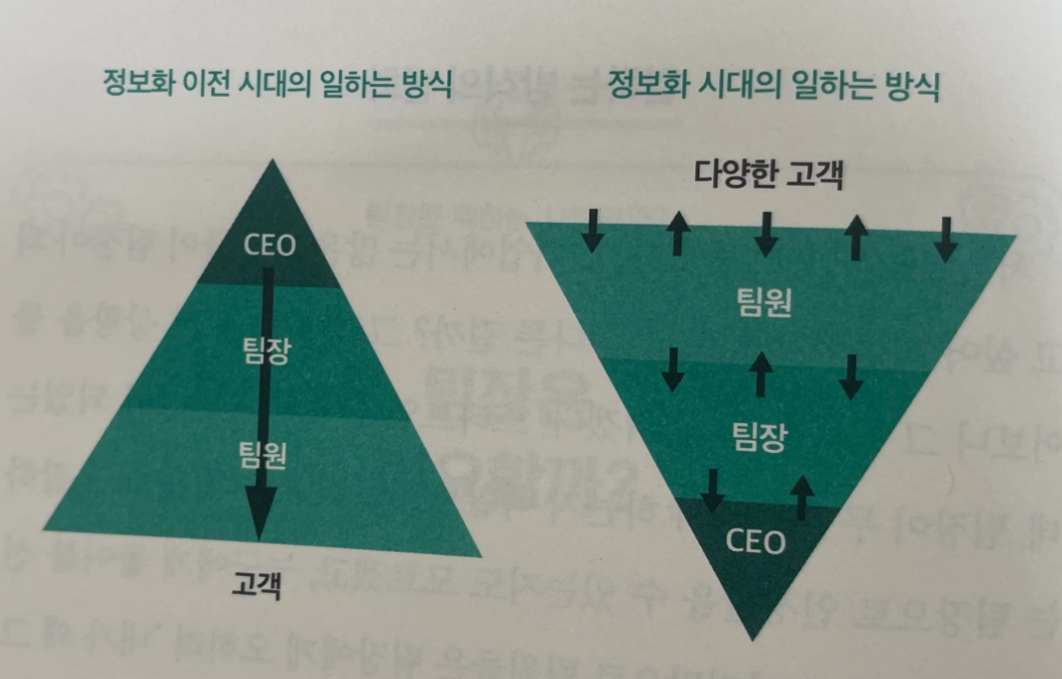 정보화 이전 시대의 일하는 방식
CEO
팀장
팀원
고객
정보화 시대의 일하는 방식
다양한 고객
팀원
팀장
CEO